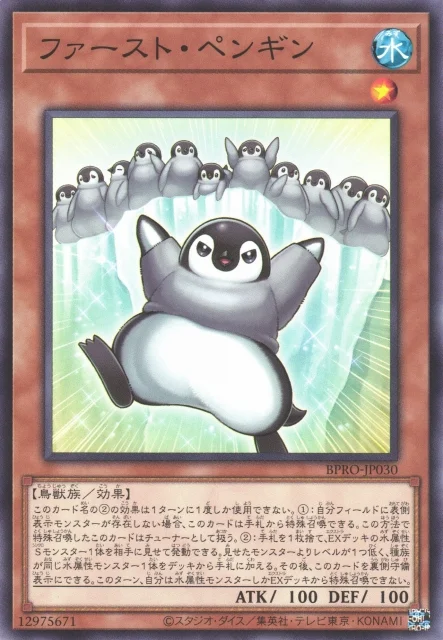 ファースト・ペンギン
水
BPRO-JP030
【鳥獣族／効果】
このカード名の②の効果は1ターンに1度しか使用できない。①：自分フィールドに表側
表示モンスターが存在しない場合、このカードは手札から特殊召喚できる。この方法で
特殊召喚したこのカードはチューナーとして扱う。②：手札を1枚捨て、EXデッキの水属性
Sモンスター1体を相手に見せて発動できる。見せたモンスターよりレベルが1つ低く、種族
が同じ水属性モンスター1体をデッキから手札に加える。その後、このカードを裏側守備
表示にできる。このターン、自分は水属性モンスターしかEXデッキから特殊召喚できない。
ATK/ 100 DEF/ 100
12975671
©スタジオ・ダイス／集英社・テレビ東京・KONAMI